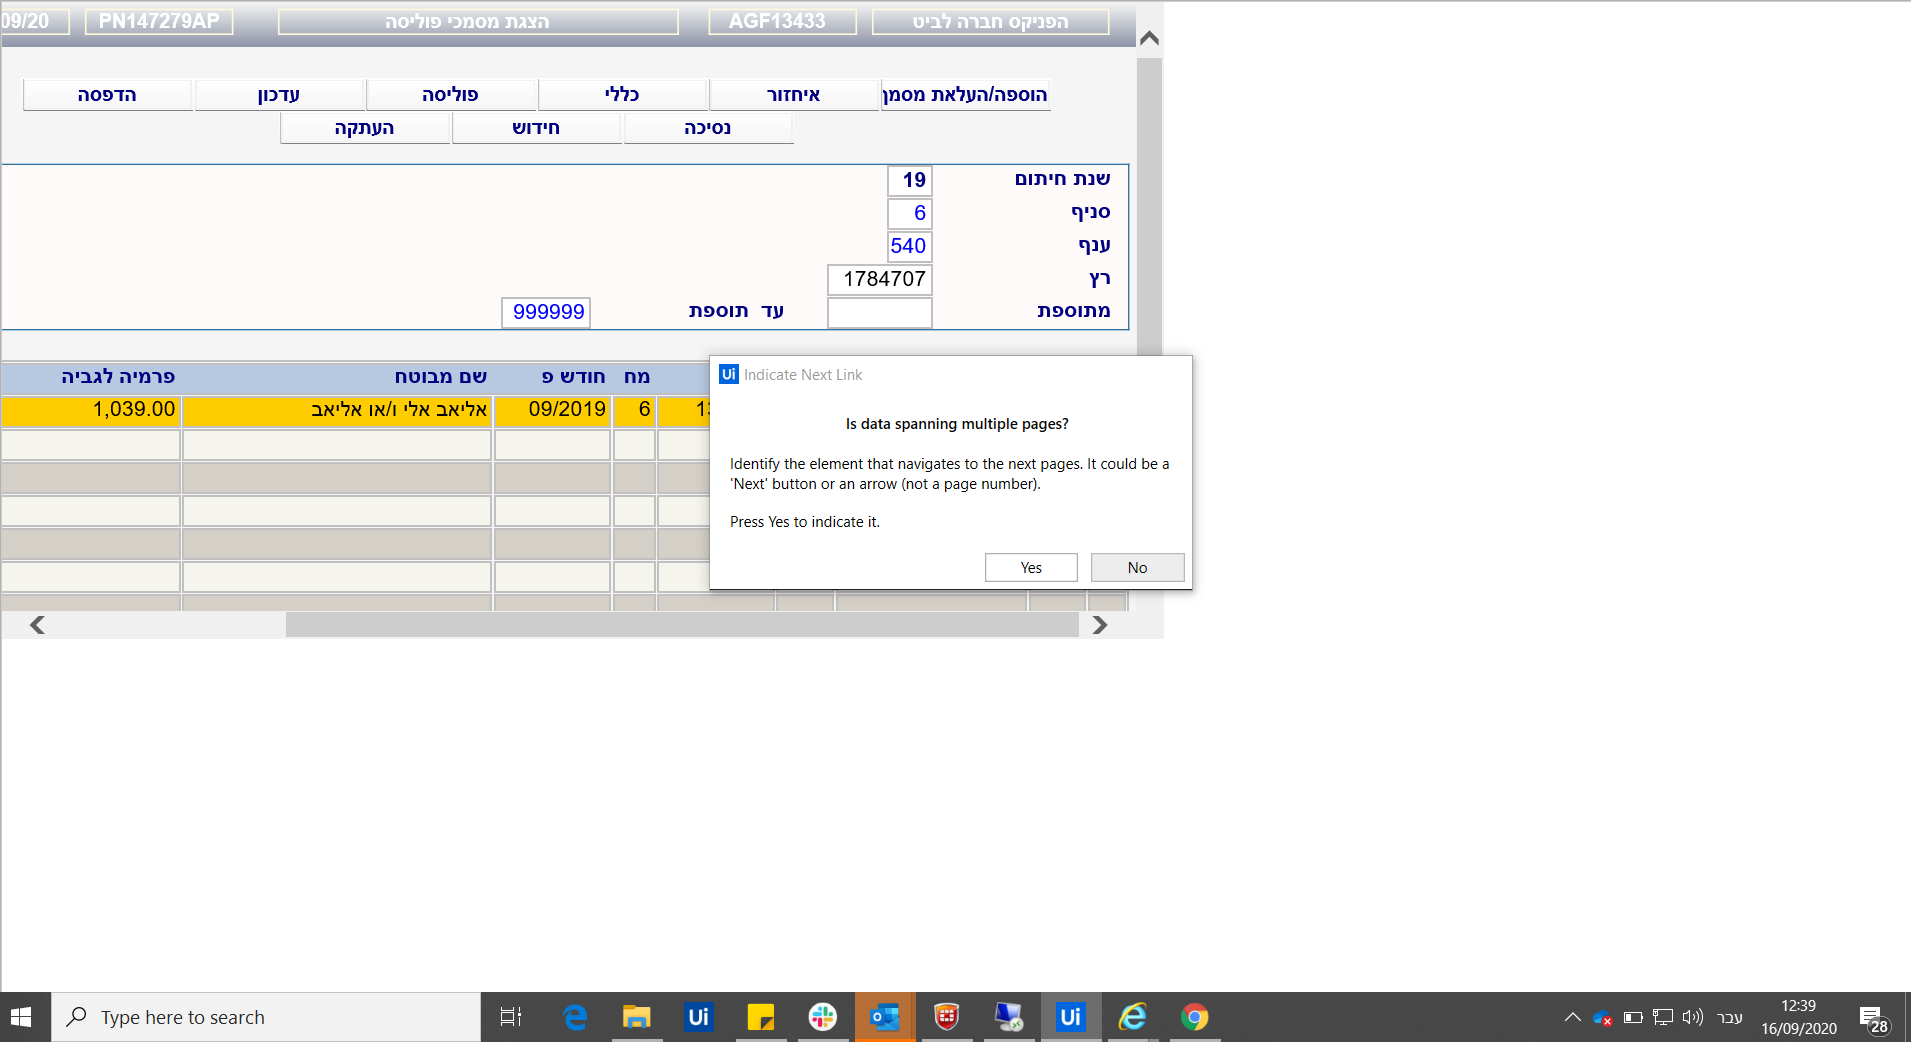 הפניקס חברה לביט AGF13433 הצגת מסמכי פוליסה PN147279AP 09/20
הוספה/העלאת מסמך איחזור כללי פוליסה עדכון הדפסה
נסיכה חידוש העתקה
שנת חיתום 19
סניף 6
ענף 540
רץ 1784707
מתוספת עד תוספת 999999
מח חודש פ שם מבוטח פרמיה לגביה
6 09/2019 אליאב אלי ו/או אליאב 1,039.00
Ui Indicate Next Link
Is data spanning multiple pages?
Identify the element that navigates to the next pages. It could be a
'Next' button or an arrow (not a page number).
Press Yes to indicate it.
Yes No
Type here to search
Ui
Ui
עבר
12:39
16/09/2020
28